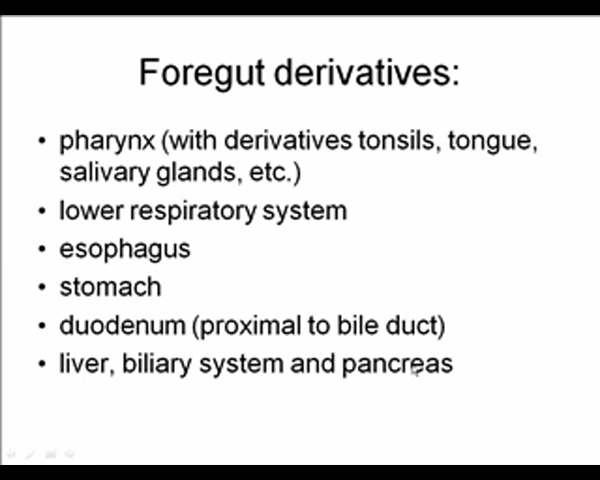 Foregut derivatives:
• pharynx (with derivatives tonsils, tongue,
salivary glands, etc.)
• lower respiratory system
• esophagus
• stomach
• duodenum (proximal to bile duct)
• liver, biliary system and pancreas